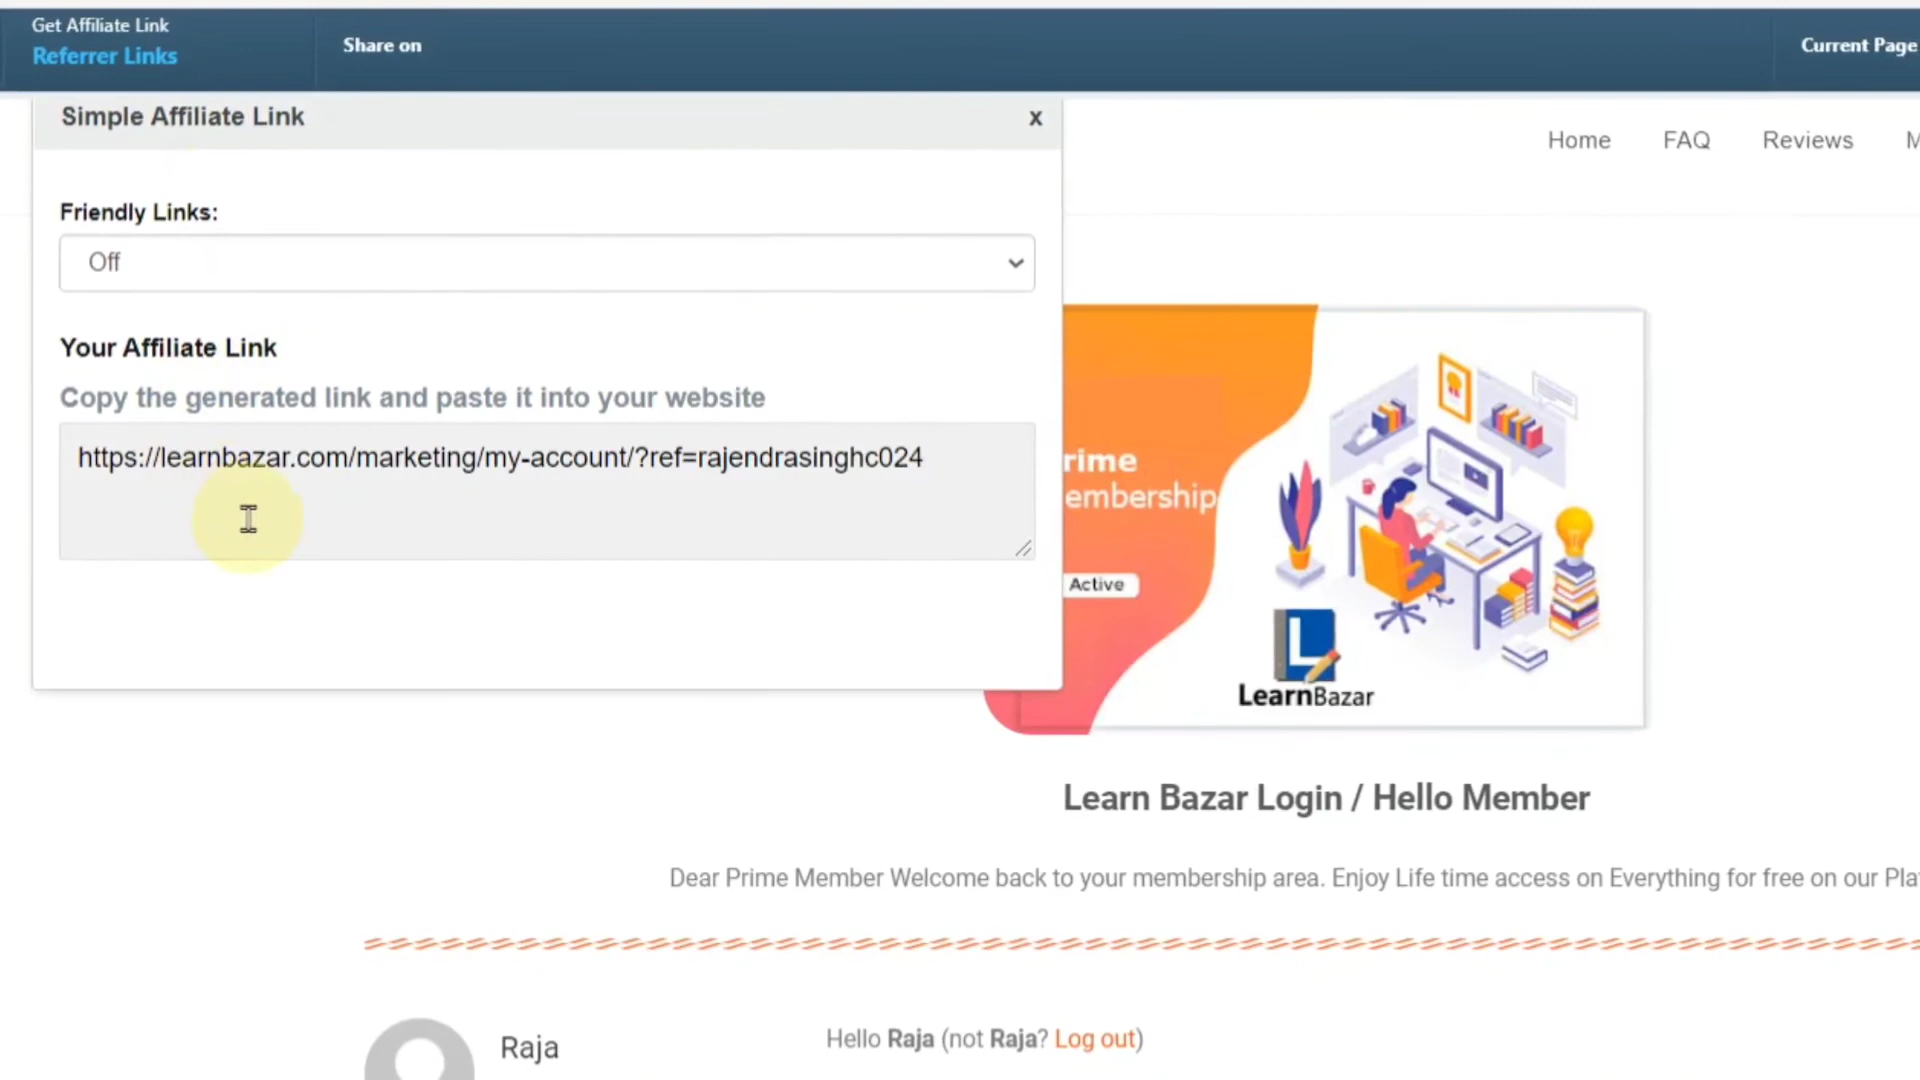 Get Affiliate Link
Referrer Links
Share on
Current Page
Simple Affiliate Link
x
Home
FAQ
Reviews
M
Friendly Links:
Off
Your Affiliate Link
Copy the generated link and paste it into your website
https://learnbazar.com/marketing/my-account/?ref=rajendrasinghc024
rime
embership
Active
L
LearnBazar
Learn Bazar Login / Hello Member
Dear Prime Member Welcome back to your membership area. Enjoy Life time access on Everything for free on our Pla
Raja
Hello Raja (not Raja? Log out)